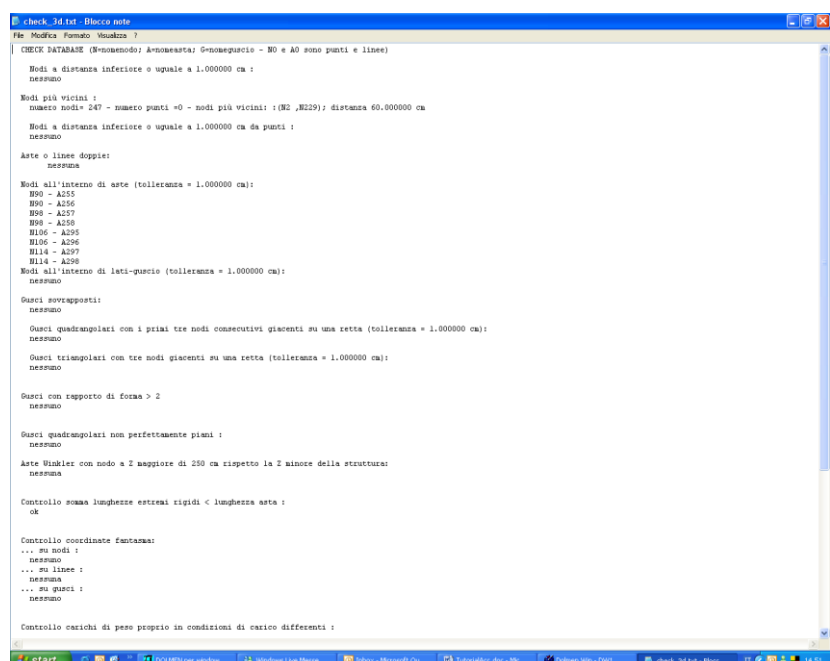 check_3d.txt - Blocco note
File Modifica Formato Visualizza ?
CHECK DATABASE (N=nomenodo; A=nomeasta; G=nomeguscio - N0 e A0 sono punti e linee)
Nodi a distanza inferiore o uguale a 1.000000 cm :
nessuno
Nodi più vicini :
numero nodi= 247 - numero punti =0 - nodi più vicini: :(N2 ,N229); distanza 60.000000 cm
Nodi a distanza inferiore o uguale a 1.000000 cm da punti :
nessuno
Aste o linee doppie:
nessuna
Nodi all'interno di aste (tolleranza = 1.000000 cm):
N90 - A255
N90 - A256
N98 - A257
N98 - A258
N106 - A295
N106 - A296
N114 - A297
N114 - A298
Nodi all'interno di lati-guscio (tolleranza = 1.000000 cm):
nessuno
Gusci sovrapposti:
nessuno
Gusci quadrangolari con i primi tre nodi consecutivi giacenti su una retta (tolleranza = 1.000000 cm):
nessuno
Gusci triangolari con tre nodi giacenti su una retta (tolleranza = 1.000000 cm):
nessuno
Gusci con rapporto di forma > 2
nessuno
Gusci quadrangolari non perfettamente piani :
nessuno
Aste Winkler con nodo a Z maggiore di 250 cm rispetto la Z minore della struttura:
nessuna
Controllo somma lunghezze estremi rigidi < lunghezza asta :
ok
Controllo coordinate fantasma:
... su nodi :
nessuno
... su linee :
nessuna
... su gusci :
nessuno
Controllo carichi di peso proprio in condizioni di carico differenti :
start